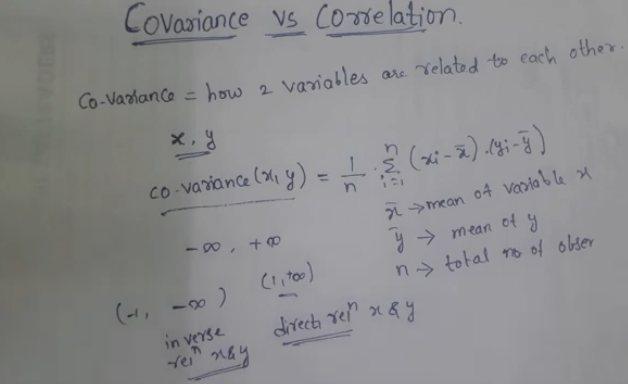 Covariance vs Correlation.
Co-variance = how 2 variables are related to each other.
x, y
co-variance(x, y) = 1/n ∑ i=1 n (xi - x̄) . (yi - ȳ)
x̄ → mean of variable x
ȳ → mean of y
n → total no of obser
-∞, +∞
(-1, -∞) (1, +∞)
inverse relⁿ x & y
direct relⁿ x & y